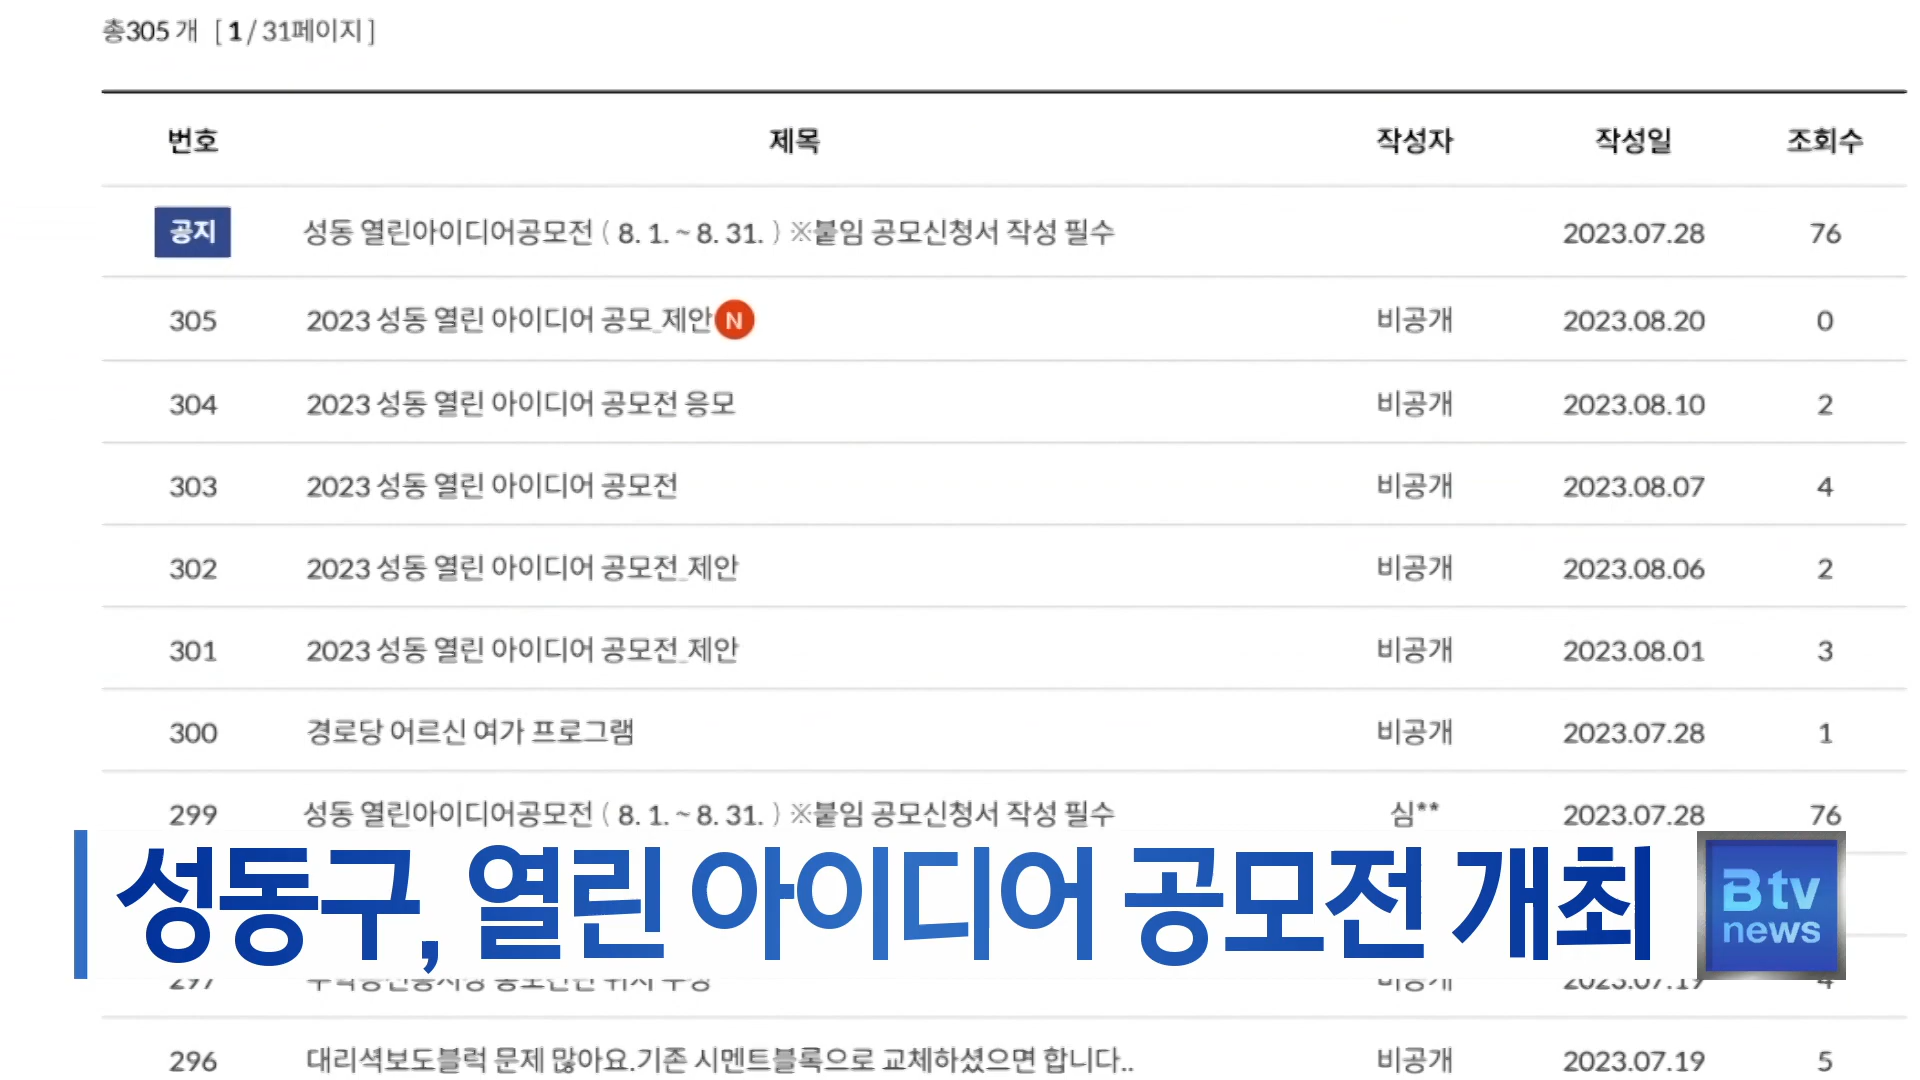 총305 개 [ 1 / 31페이지 ]
번호 제목 작성자 작성일 조회수
공지 성동 열린아이디어공모전 ( 8. 1. ~ 8. 31. ) ※붙임 공모신청서 작성 필수 2023.07.28 76
305 2023 성동 열린 아이디어 공모_제안 N 비공개 2023.08.20 0
304 2023 성동 열린 아이디어 공모전 응모 비공개 2023.08.10 2
303 2023 성동 열린 아이디어 공모전 비공개 2023.08.07 4
302 2023 성동 열린 아이디어 공모전_제안 비공개 2023.08.06 2
301 2023 성동 열린 아이디어 공모전_제안 비공개 2023.08.01 3
300 경로당 어르신 여가 프로그램 비공개 2023.07.28 1
299 성동 열린아이디어공모전 ( 8. 1. ~ 8. 31. ) ※붙임 공모신청서 작성 필수 심** 2023.07.28 76
성동구, 열린 아이디어 공모전 개최
B tv
news
297 비공개 2023.07.19 4
296 대리셕보도블럭 문제 많아요.기존 시멘트블록으로 교체하셨으면 합니다.. 비공개 2023.07.19 5